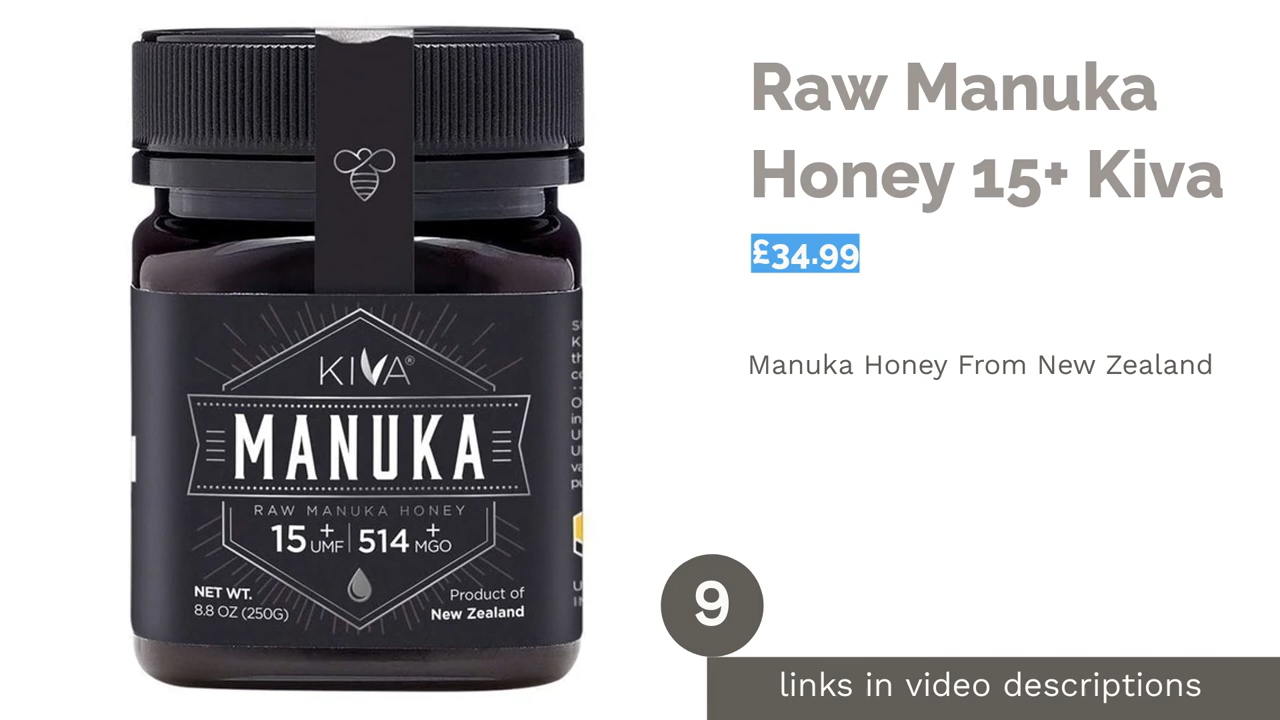 Raw Manuka
Honey 15+ Kiva
£34.99
Manuka Honey From New Zealand
KIVA®
MANUKA
RAW MANUKA HONEY
15+ UMF | 514+ MGO
NET WT.
8.8 OZ (250G)
Product of
New Zealand
9
links in video descriptions